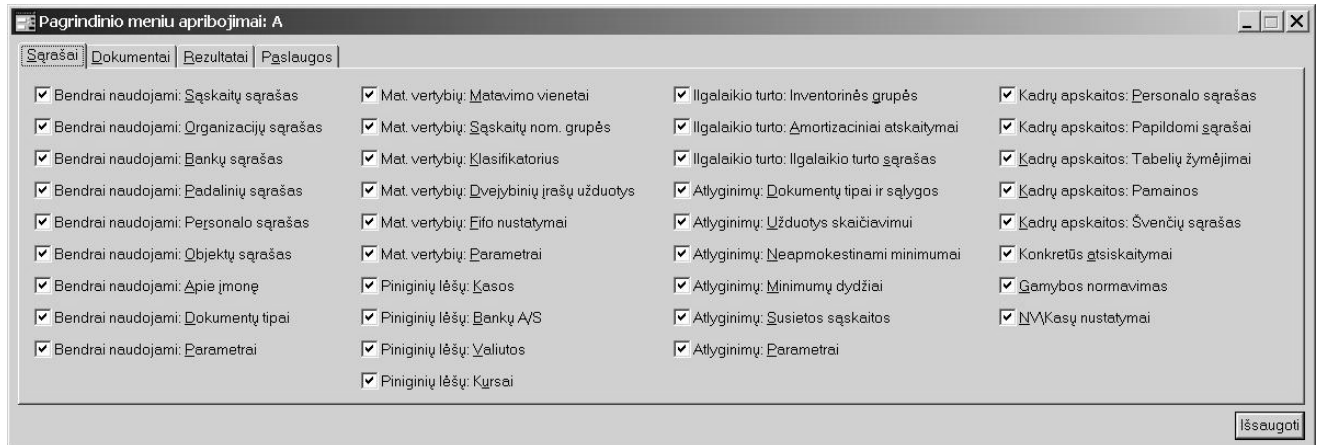 Pagrindinio meniu apribojimai: A
Sąrašai Dokumentai Rezultatai Paslaugos
Bendrai naudojami: Sąskaitų sąrašas
Bendrai naudojami: Organizacijų sąrašas
Bendrai naudojami: Bankų sąrašas
Bendrai naudojami: Padalinių sąrašas
Bendrai naudojami: Personalo sąrašas
Bendrai naudojami: Objektų sąrašas
Bendrai naudojami: Apie įmonę
Bendrai naudojami: Dokumentų tipai
Bendrai naudojami: Parametrai
Mat. vertybių: Matavimo vienetai
Mat. vertybių: Sąskaitų nom. grupės
Mat. vertybių: Klasifikatorius
Mat. vertybių: Dvejybinių įrašų užduotys
Mat. vertybių: Fifo nustatymai
Mat. vertybių: Parametrai
Piniginių lėšų: Kasos
Piniginių lėšų: Bankų A/S
Piniginių lėšų: Valiutos
Piniginių lėšų: Kursai
Ilgalaikio turto: Inventorinės grupės
Ilgalaikio turto: Amortizaciniai atskaitymai
Ilgalaikio turto: Ilgalaikio turto sąrašas
Atlyginimų: Dokumentų tipai ir sąlygos
Atlyginimų: Užduotys skaičiavimui
Atlyginimų: Neapmokestinami minimumai
Atlyginimų: Minimumų dydžiai
Atlyginimų: Susietos sąskaitos
Atlyginimų: Parametrai
Kadrų apskaitos: Personalo sąrašas
Kadrų apskaitos: Papildomi sąrašai
Kadrų apskaitos: Tabelių žymėjimai
Kadrų apskaitos: Pamainos
Kadrų apskaitos: Švenčių sąrašas
Konkretūs atsiskaitymai
Gamybos normavimas
NV\Kasų nustatymai
Išsaugoti